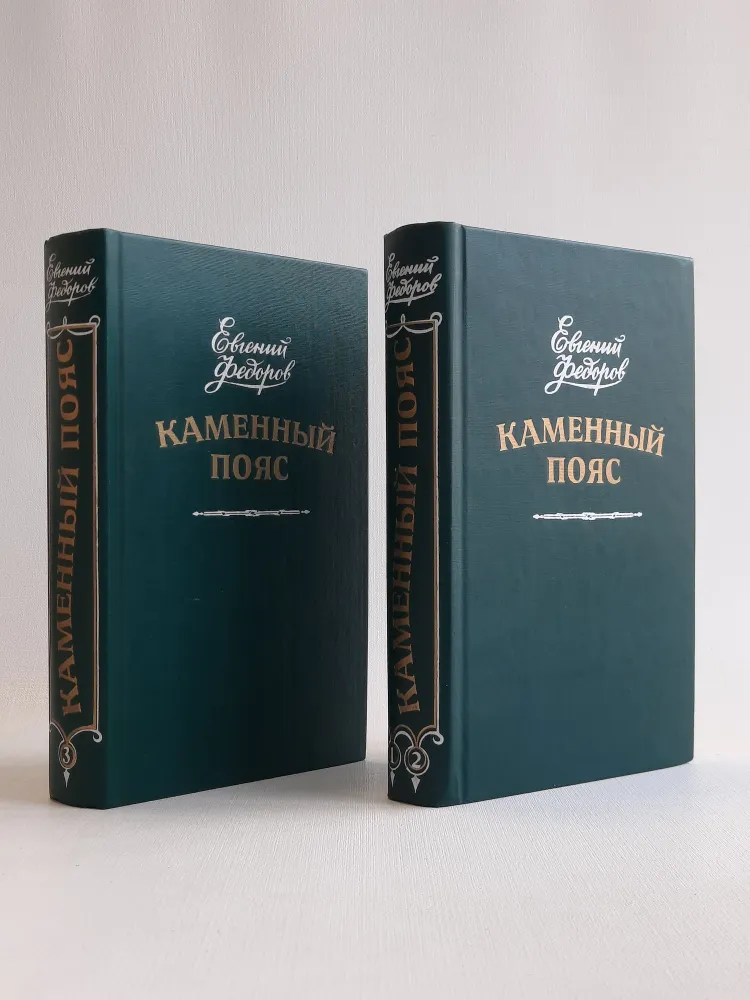 Евгений
Федоров
КАМЕННЫЙ ПОЯС
3
Евгений
Федоров
КАМЕННЫЙ
ПОЯС
Евгений
Федоров
КАМЕННЫЙ ПОЯС
1 2
Евгений
Федоров
КАМЕННЫЙ
ПОЯС